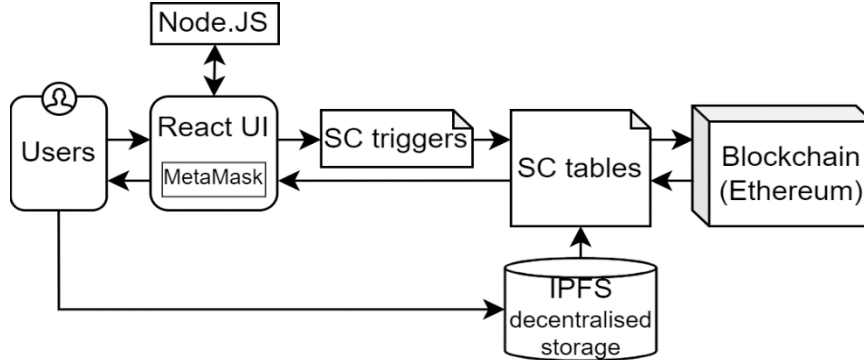 Node.JS
Users
React UI
MetaMask
SC triggers
SC tables
Blockchain
(Ethereum)
IPFS
decentralised
storage